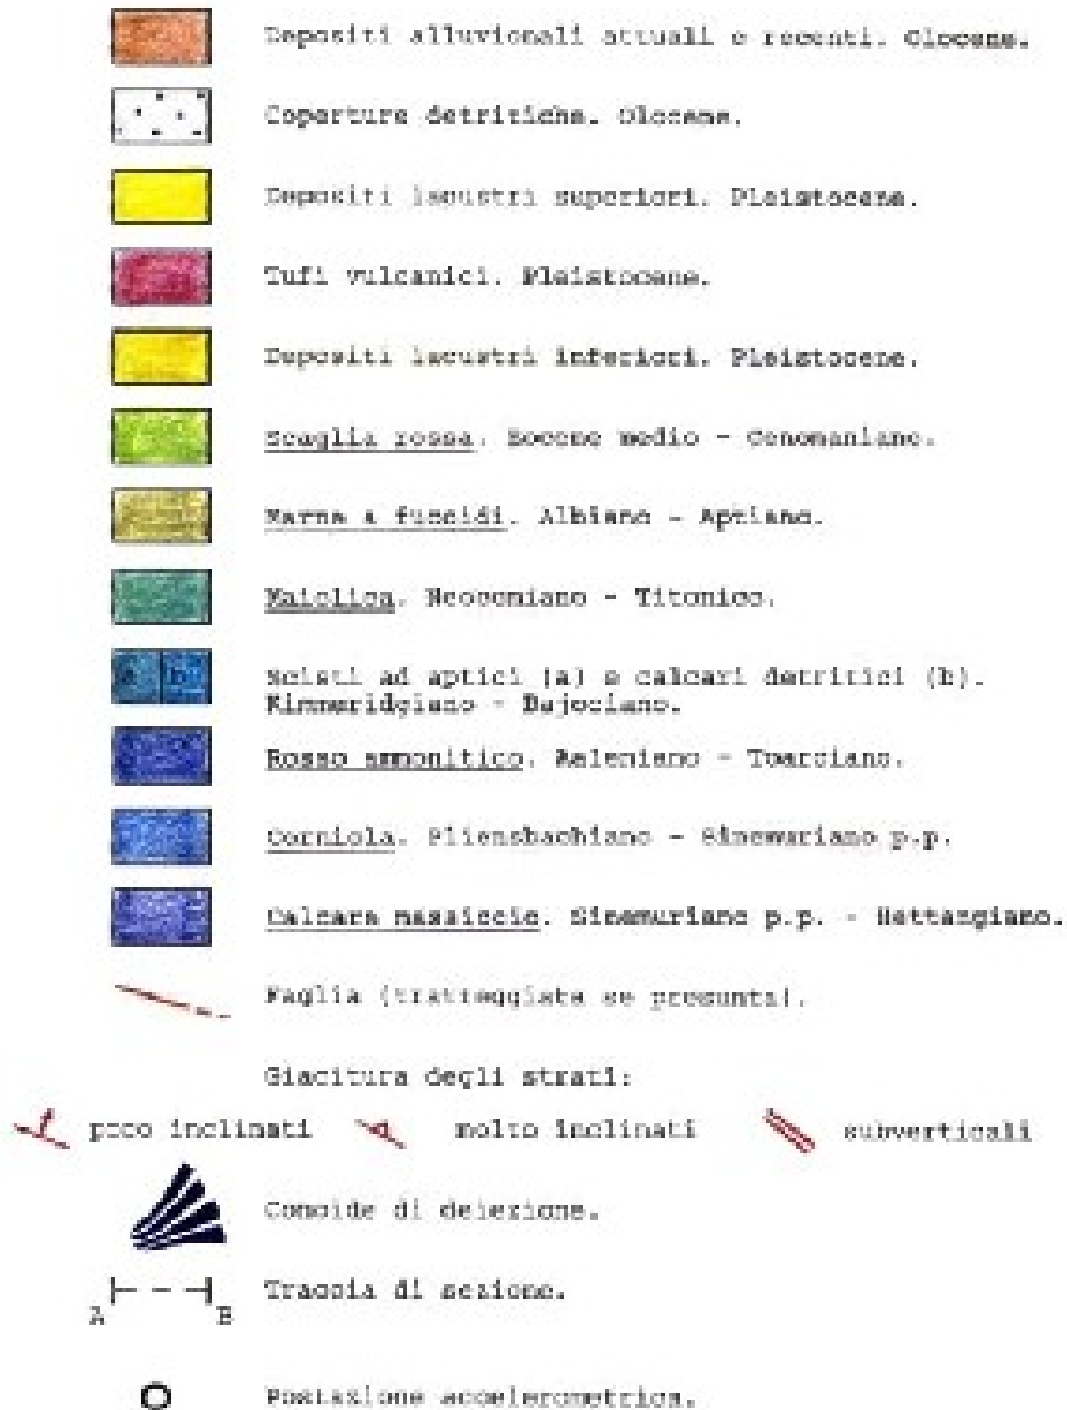 Depositi alluvionali attuali e recenti. Olocene.
Coperture detritiche. Olocene.
Depositi lacustri superiori. Pleistocene.
Tufi vulcanici. Pleistocene.
Depositi lacustri inferiori. Pleistocene.
Scaglia rossa. Eocene medio - Cenomaniano.
Marne a fucoidi. Albiano - Aptiano.
Maiolica. Neocomiano - Titonico.
a b Scisti ad aptici (a) e calcari detritici (b).
Kimmeridgiano - Bajociano.
Rosso ammonitico. Aaleniano - Toarciano.
Corniola. Pliensbachiano - Sinemuriano p.p.
Calcare massiccio. Sinemuriano p.p. - Hettangiano.
Faglia (tratteggiata se presunta).
Giacitura degli strati:
poco inclinati molto inclinati subverticali
Conoide di deiezione.
Traccia di sezione.
A B
Postazione accelerometrica.